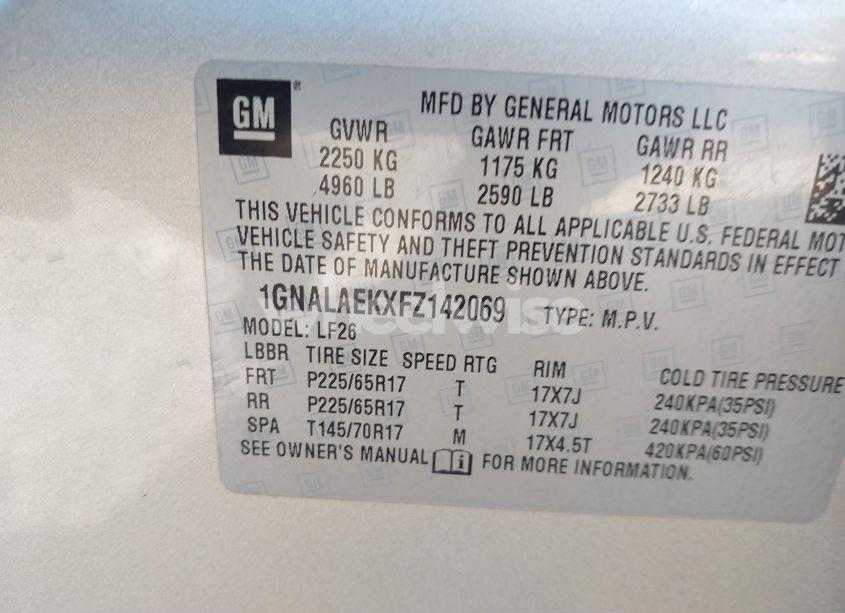 GM ®
MFD BY GENERAL MOTORS LLC
GVWR GAWR FRT GAWR RR
2250 KG 1175 KG 1240 KG
4960 LB 2590 LB 2733 LB
THIS VEHICLE CONFORMS TO ALL APPLICABLE U.S. FEDERAL MOT
VEHICLE SAFETY AND THEFT PREVENTION STANDARDS IN EFFECT
THE DATE OF MANUFACTURE SHOWN ABOVE.
1GNALAEKXFZ142069 TYPE: M.P.V.
MODEL: LF26
LBBR TIRE SIZE SPEED RTG RIM COLD TIRE PRESSURE
FRT P225/65R17 T 17X7J 240KPA(35PSI)
RR P225/65R17 T 17X7J 240KPA(35PSI)
SPA T145/70R17 M 17X4.5T 420KPA(60PSI)
SEE OWNER'S MANUAL i FOR MORE INFORMATION.